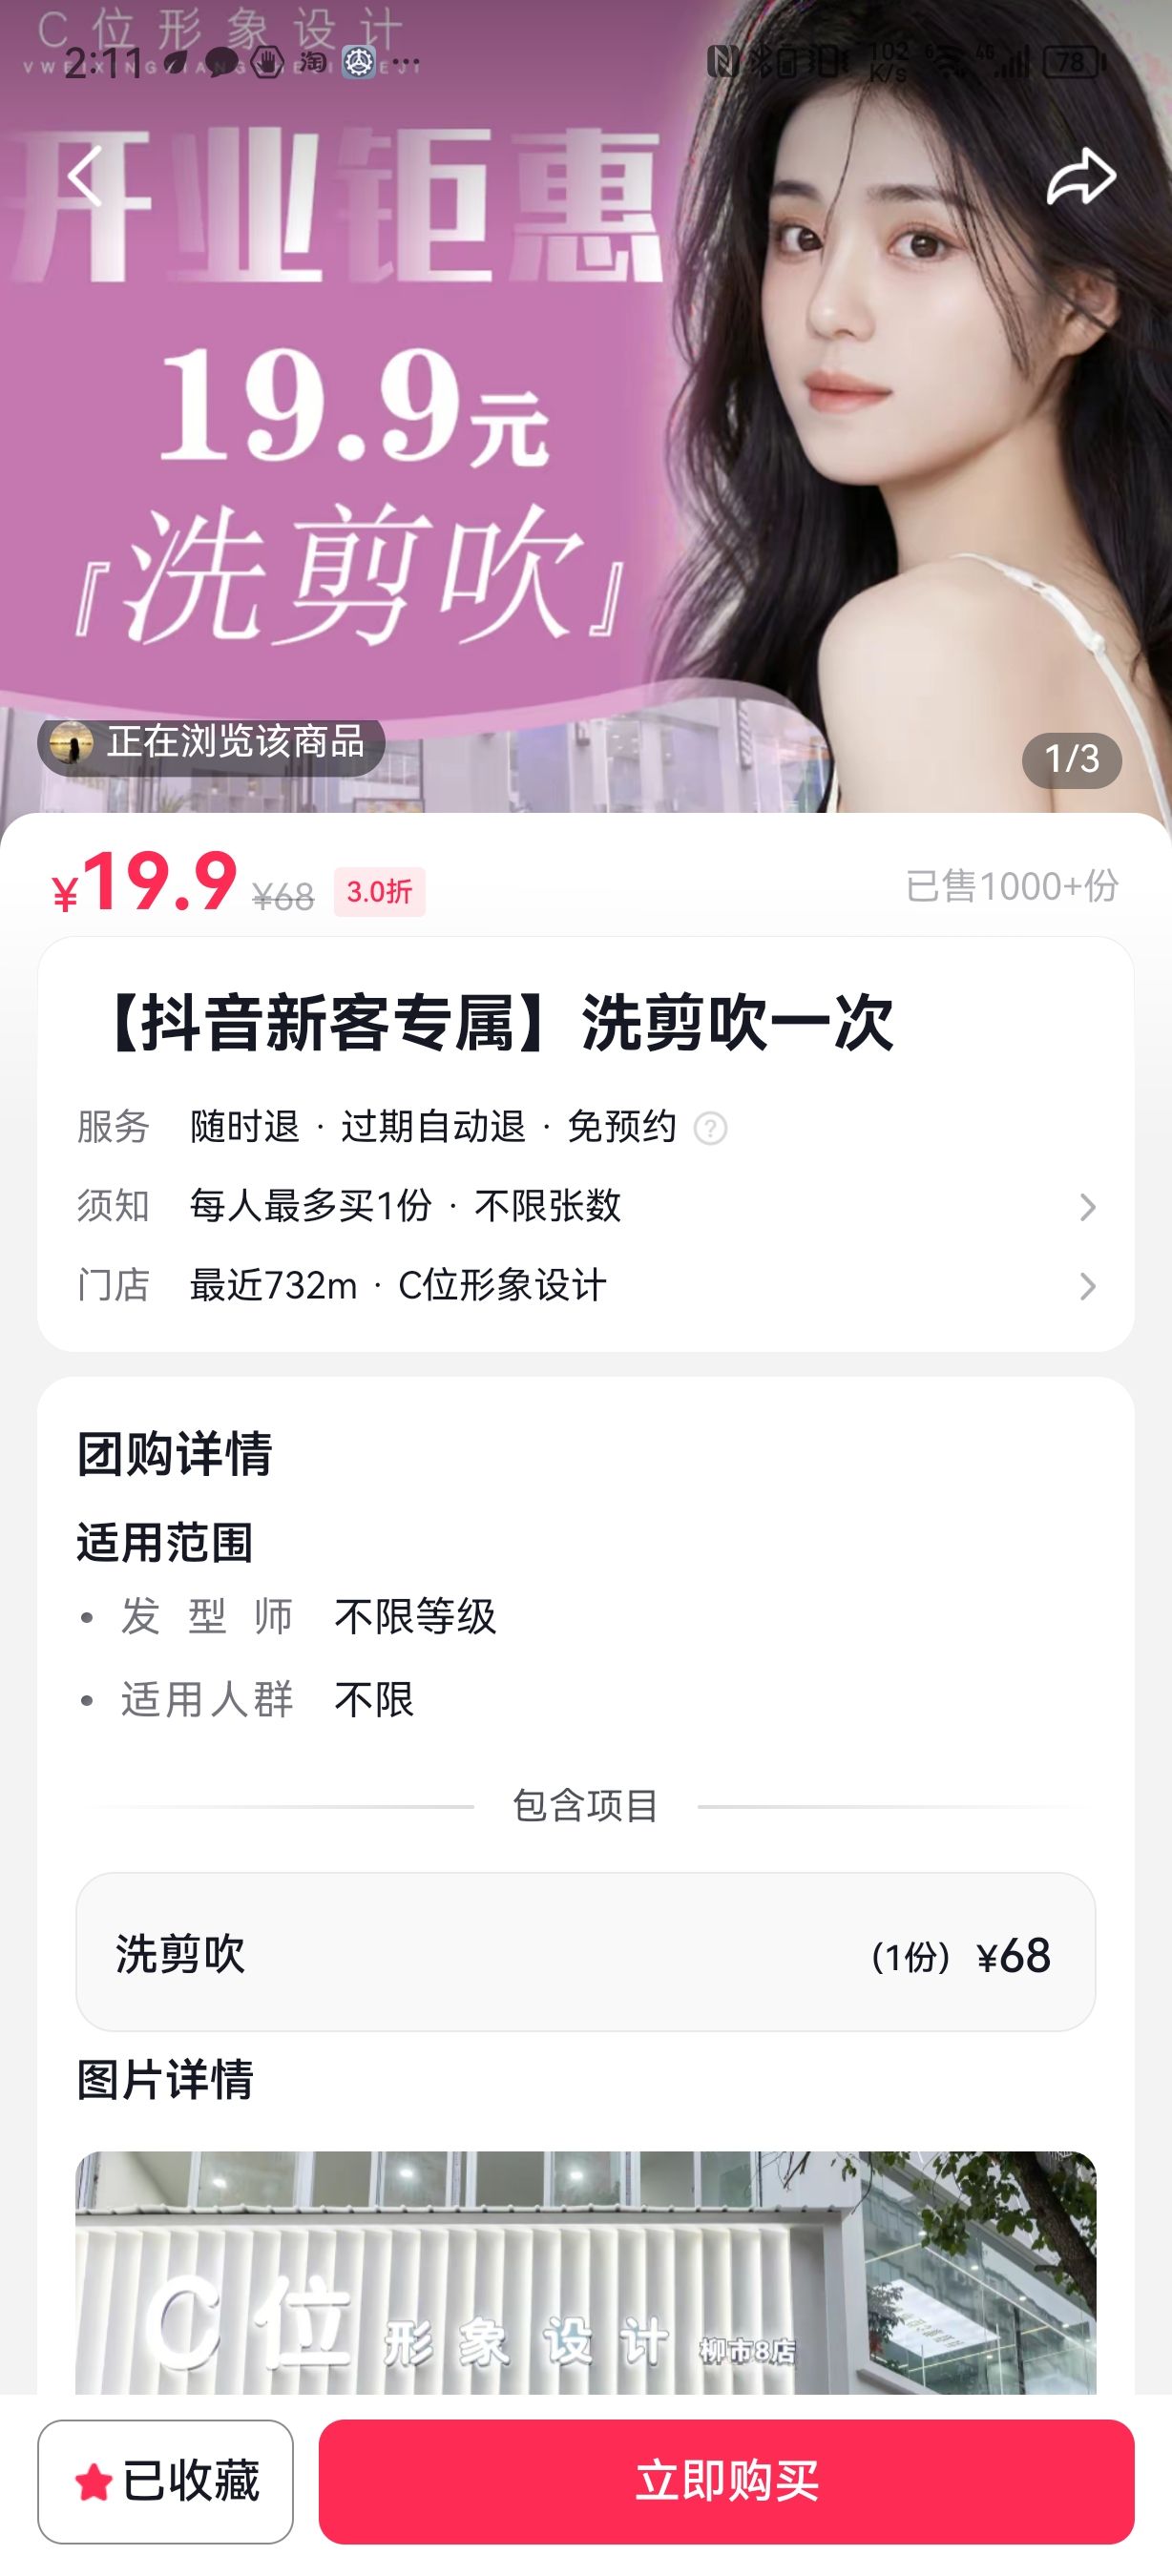 C位形象设计
2:11
102 K/s
78
开业钜惠
19.9元
『洗剪吹』
正在浏览该商品
1/3
¥19.9 ¥68 3.0折 已售1000+份
【抖音新客专属】洗剪吹一次
服务 随时退 · 过期自动退 · 免预约
须知 每人最多买1份 · 不限张数
门店 最近732m · C位形象设计
团购详情
适用范围
• 发型师 不限等级
• 适用人群 不限
包含项目
洗剪吹 (1份) ¥68
图片详情
C位形象设计 柳市8店
已收藏 立即购买